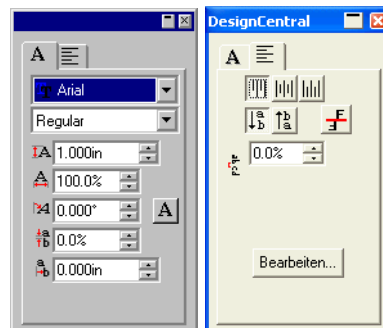 DesignCentral
A
Arial
Regular
A 1.000in
A 100.0%
A 0.000°
A
a b 0.0%
a b 0.000in
A
a b
b a
F F
0.0%
Bearbeiten...